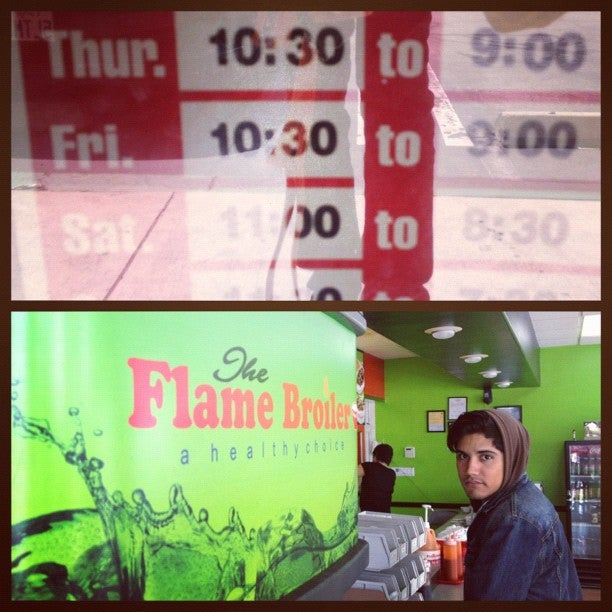 Thur. 10:30 to 9:00
Fri. 10:30 to 9:00
Sat. 11:00 to 8:30
to
The
Flame Broiler
a healthy choice